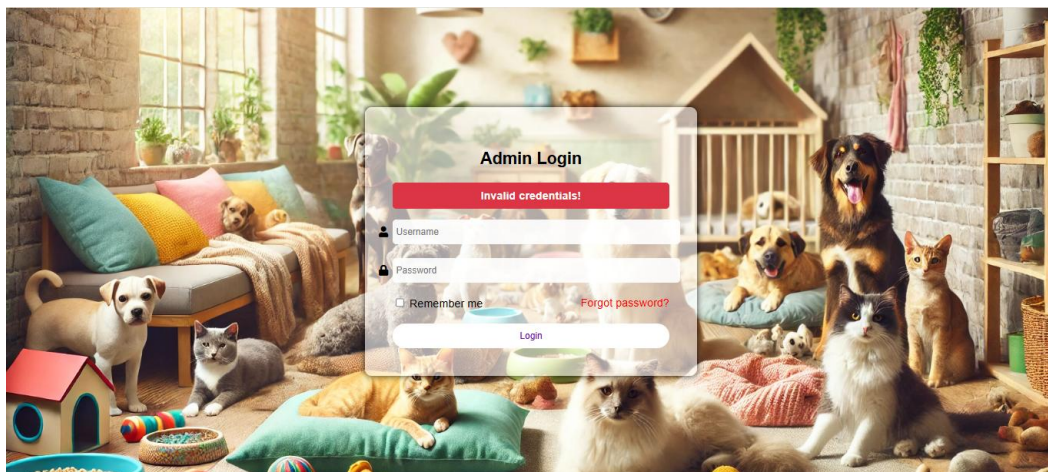 Admin Login
Invalid credentials!
Username
Password
Remember me Forgot password?
Login